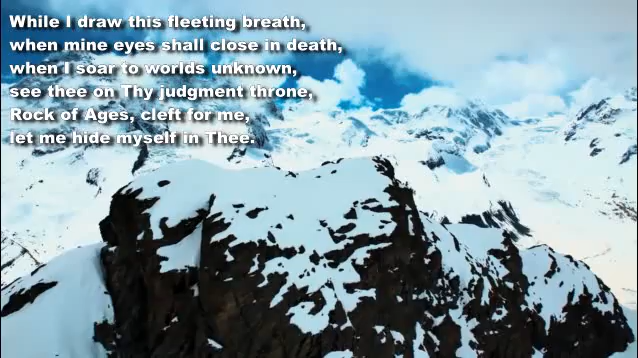 While I draw this fleeting breath,
when mine eyes shall close in death,
when I soar to worlds unknown,
see thee on Thy judgment throne,
Rock of Ages, cleft for me,
let me hide myself in Thee.